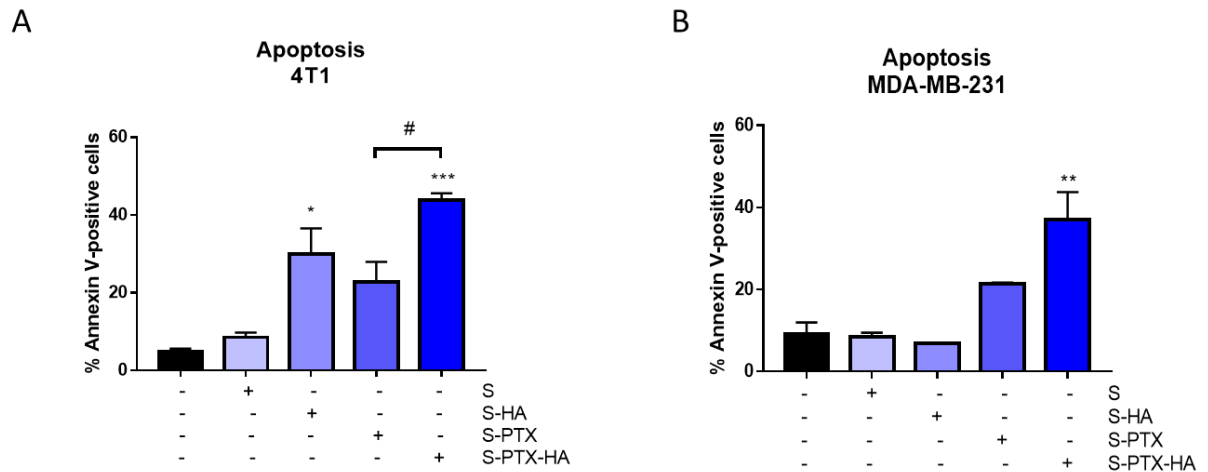 A
Apoptosis
4T1
% Annexin V-positive cells
60
40
20
0
#
*
***
- + - - - S
- - + - - S-HA
- - - + - S-PTX
- - - - + S-PTX-HA
B
Apoptosis
MDA-MB-231
% Annexin V-positive cells
60
40
20
0
**
- + - - - S
- - + - - S-HA
- - - + - S-PTX
- - - - + S-PTX-HA